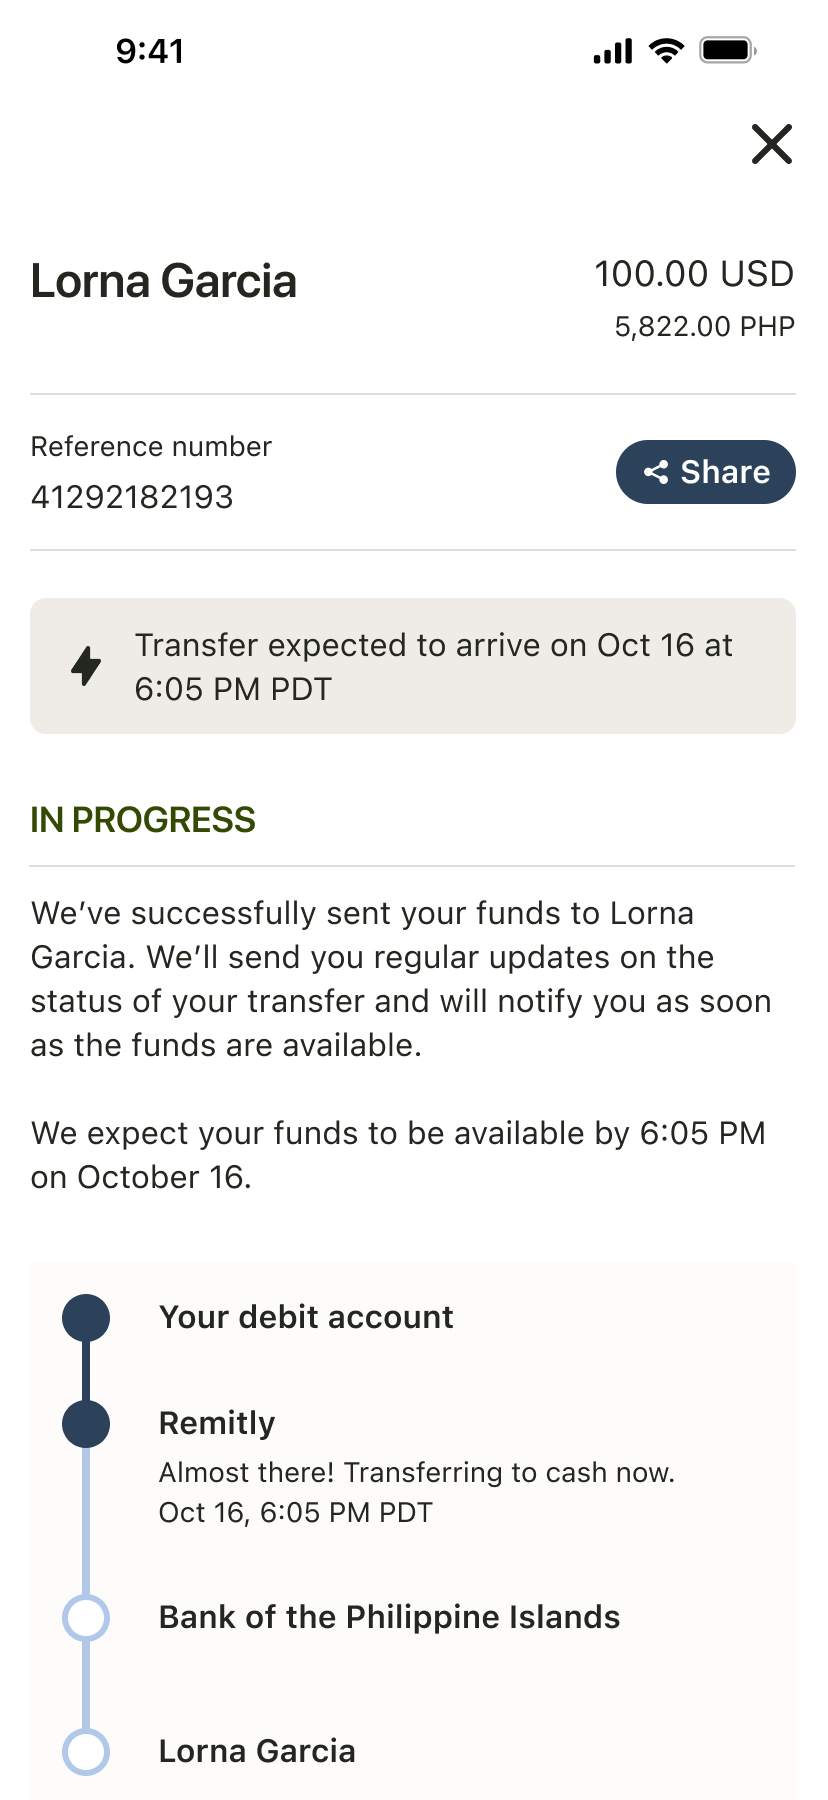 9:41
Lorna Garcia
100.00 USD
5,822.00 PHP
Reference number
41292182193
Share
Transfer expected to arrive on Oct 16 at
6:05 PM PDT
IN PROGRESS
We’ve successfully sent your funds to Lorna
Garcia. We’ll send you regular updates on the
status of your transfer and will notify you as soon
as the funds are available.
We expect your funds to be available by 6:05 PM
on October 16.
Your debit account
Remitly
Almost there! Transferring to cash now.
Oct 16, 6:05 PM PDT
Bank of the Philippine Islands
Lorna Garcia